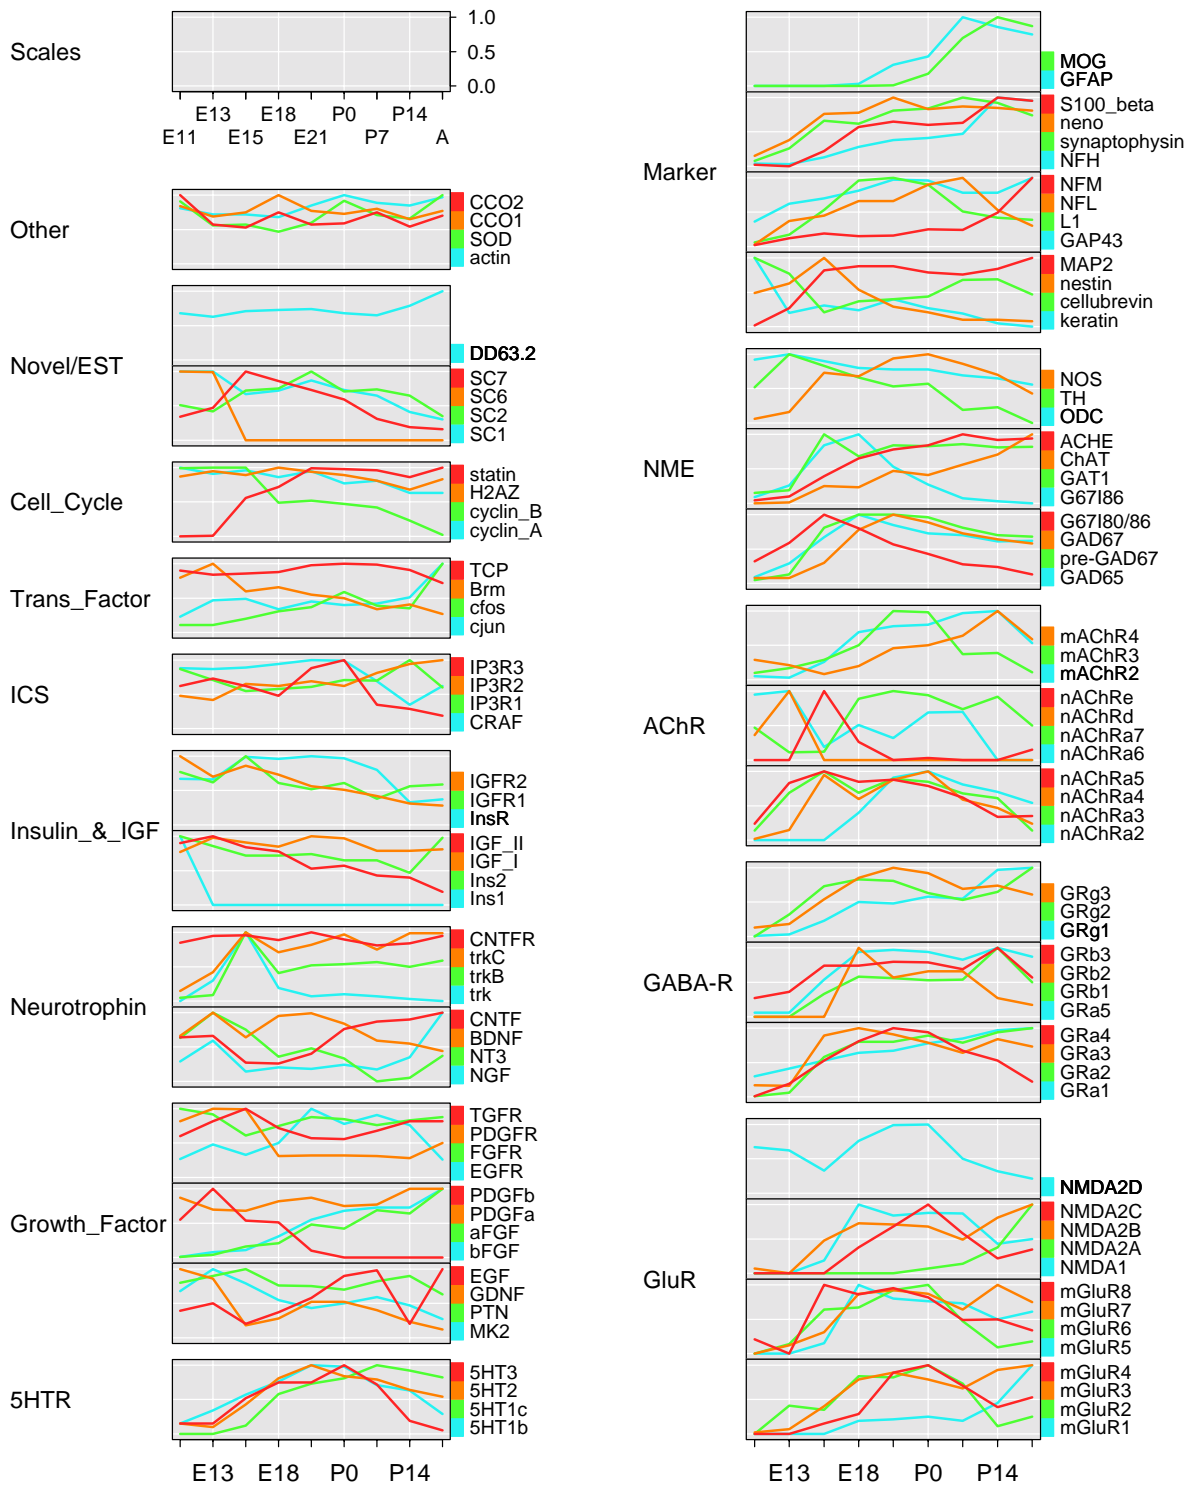 Scales
1.0
0.5
0.0
E13 E18 P0 P14
E11 E15 E21 P7 A
Other
CCO2
CCO1
SOD
actin
Novel/EST
DD63.2
SC7
SC6
SC2
SC1
Cell_Cycle
statin
H2AZ
cyclin_B
cyclin_A
Trans_Factor
TCP
Brm
cfos
cjun
ICS
IP3R3
IP3R2
IP3R1
CRAF
Insulin_&_IGF
IGFR2
IGFR1
InsR
IGF_II
IGF_I
Ins2
Ins1
Neurotrophin
CNTFR
trkC
trkB
trk
CNTF
BDNF
NT3
NGF
Growth_Factor
TGFR
PDGFR
FGFR
EGFR
PDGFb
PDGFa
aFGF
bFGF
EGF
GDNF
PTN
MK2
5HTR
5HT3
5HT2
5HT1c
5HT1b
E13 E18 P0 P14
Marker
MOG
GFAP
S100_beta
neno
synaptophysin
NFH
NFM
NFL
L1
GAP43
MAP2
nestin
cellubrevin
keratin
NME
NOS
TH
ODC
ACHE
ChAT
GAT1
G67I86
G67I80/86
GAD67
pre-GAD67
GAD65
AChR
mAChR4
mAChR3
mAChR2
nAChRe
nAChRd
nAChRa7
nAChRa6
nAChRa5
nAChRa4
nAChRa3
nAChRa2
GABA-R
GRg3
GRg2
GRg1
GRb3
GRb2
GRb1
GRa5
GRa4
GRa3
GRa2
GRa1
GluR
NMDA2D
NMDA2C
NMDA2B
NMDA2A
NMDA1
mGluR8
mGluR7
mGluR6
mGluR5
mGluR4
mGluR3
mGluR2
mGluR1
E13 E18 P0 P14